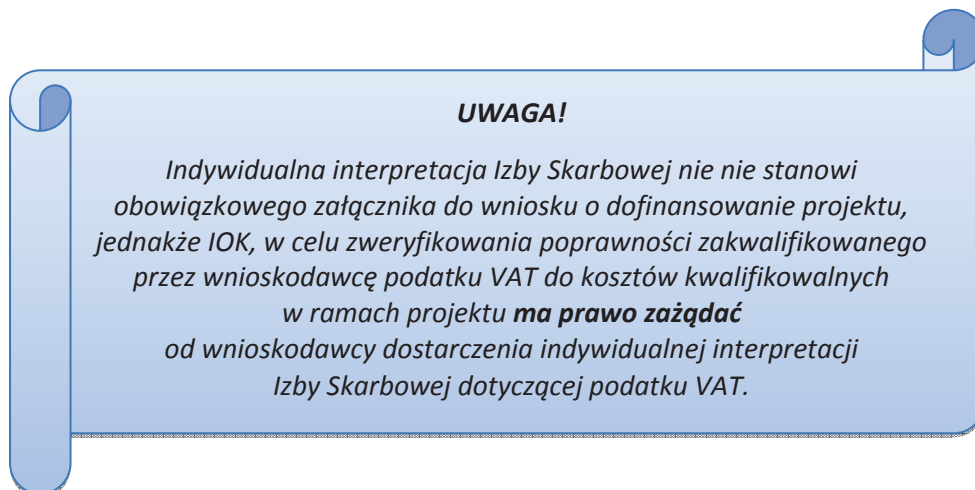 UWAGA!
Indywidualna interpretacja Izby Skarbowej nie nie stanowi
obowiązkowego załącznika do wniosku o dofinansowanie projektu,
jednakże IOK, w celu zweryfikowania poprawności zakwalifikowanego
przez wnioskodawcę podatku VAT do kosztów kwalifikowalnych
w ramach projektu ma prawo zażądać
od wnioskodawcy dostarczenia indywidualnej interpretacji
Izby Skarbowej dotyczącej podatku VAT.